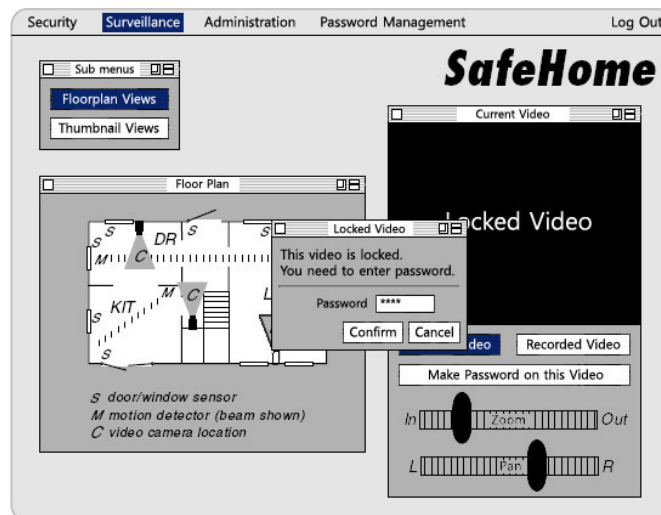 Security Surveillance Administration Password Management Log Out
SafeHome
Sub menus
Floorplan Views
Thumbnail Views
Current Video
Locked Video
Floor Plan
S S S
S DR
M C
KIT M C
S
S
S door/window sensor
M motion detector (beam shown)
C video camera location
Locked Video
This video is locked.
You need to enter password.
Password ****
Confirm Cancel
Recorded Video
Make Password on this Video
In Zoom Out
L Pan R